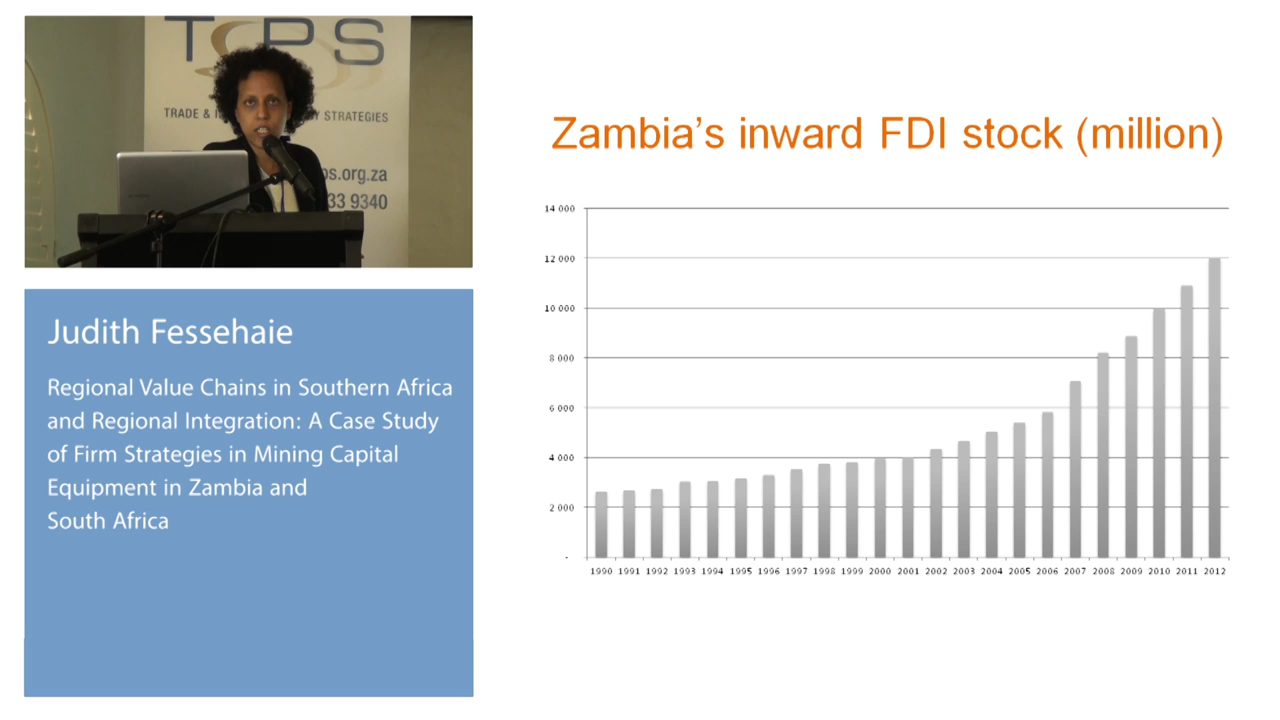 TIPS
TRADE & I Y STRATEGIES
ps.org.za
33 9340
Judith Fessehaie
Regional Value Chains in Southern Africa
and Regional Integration: A Case Study
of Firm Strategies in Mining Capital
Equipment in Zambia and
South Africa
Zambia’s inward FDI stock (million)
14 000
12 000
10 000
8 000
6 000
4 000
2 000
-
1990 1991 1992 1993 1994 1995 1996 1997 1998 1999 2000 2001 2002 2003 2004 2005 2006 2007 2008 2009 2010 2011 2012